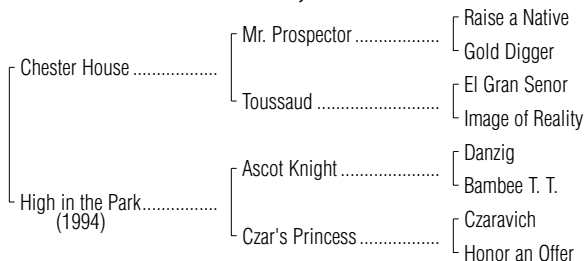 Raise a Native
Mr. Prospector ....................
Gold Digger
Chester House ....................
El Gran Senor
Toussaud .............................
Image of Reality
Danzig
Ascot Knight .......................
Bambee T. T.
High in the Park..................
(1994)
Czaravich
Czar's Princess ...................
Honor an Offer